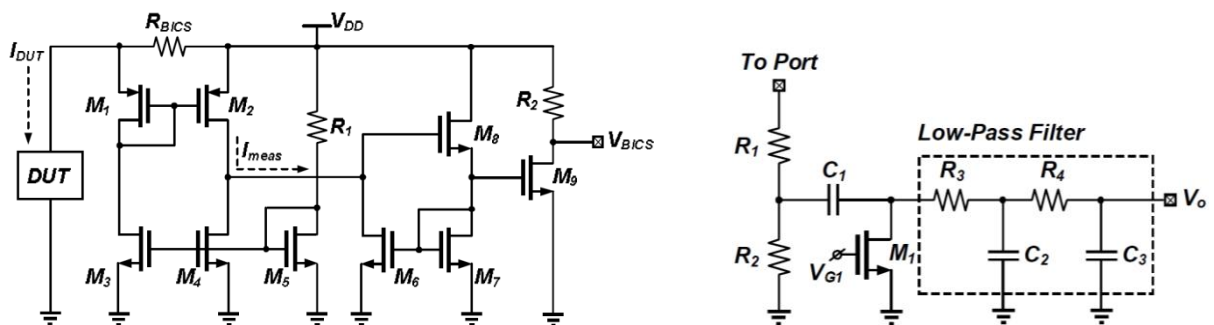 R_BICS
V_DD
I_DUT
M_1
M_2
R_1
R_2
M_8
V_BICS
I_meas
DUT
M_9
M_3
M_4
M_5
M_6
M_7
To Port
R_1
Low-Pass Filter
C_1
R_3
R_4
V_o
R_2
V_G1
M_1
C_2
C_3